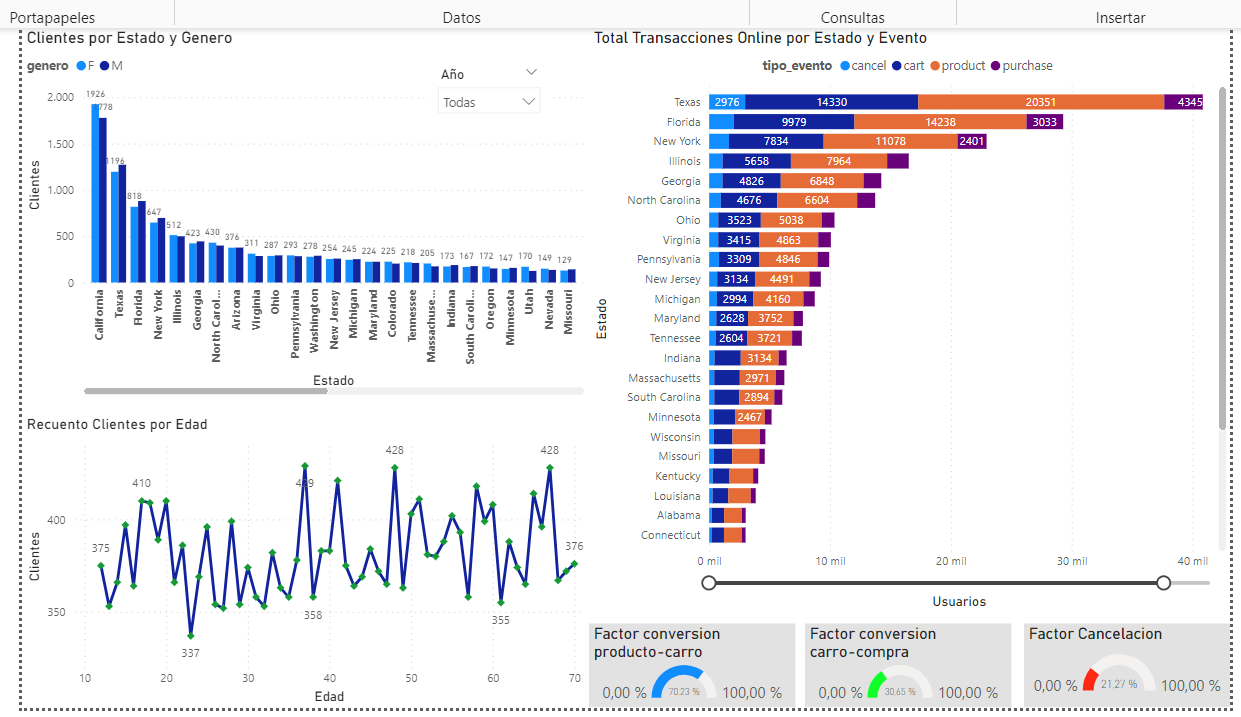 Portapapeles Datos Consultas Insertar
Clientes por Estado y Genero
genero F M
Año
Todas
Clientes
2.000
1.500
1.000
500
0
1926
1778
1196
818
647
512
423
430
376
311
287
293
278
254
245
224
225
218
205
173
167
172
147
170
149
129
California
Texas
Florida
New York
Illinois
Georgia
North Carol...
Arizona
Virginia
Ohio
Pennsylvania
Washington
New Jersey
Michigan
Maryland
Colorado
Tennessee
Massachuse...
Indiana
South Caroli...
Oregon
Minnesota
Utah
Nevada
Missouri
Estado
Recuento Clientes por Edad
Clientes
400
350
375
410
337
429
358
428
355
428
376
10 20 30 40 50 60 70
Edad
Total Transacciones Online por Estado y Evento
tipo_evento cancel cart product purchase
Estado
Texas 2976 14330 20351 4345
Florida 9979 14238 3033
New York 7834 11078 2401
Illinois 5658 7964
Georgia 4826 6848
North Carolina 4676 6604
Ohio 3523 5038
Virginia 3415 4863
Pennsylvania 3309 4846
New Jersey 3134 4491
Michigan 2994 4160
Maryland 2628 3752
Tennessee 2604 3721
Indiana 3134
Massachusetts 2971
South Carolina 2894
Minnesota 2467
Wisconsin
Missouri
Kentucky
Louisiana
Alabama
Connecticut
0 mil 10 mil 20 mil 30 mil 40 mil
Usuarios
Factor conversion
producto-carro
0,00 % 70.23 % 100,00 %
Factor conversion
carro-compra
0,00 % 30.65 % 100,00 %
Factor Cancelacion
0,00 % 21,27 % 100,00 %